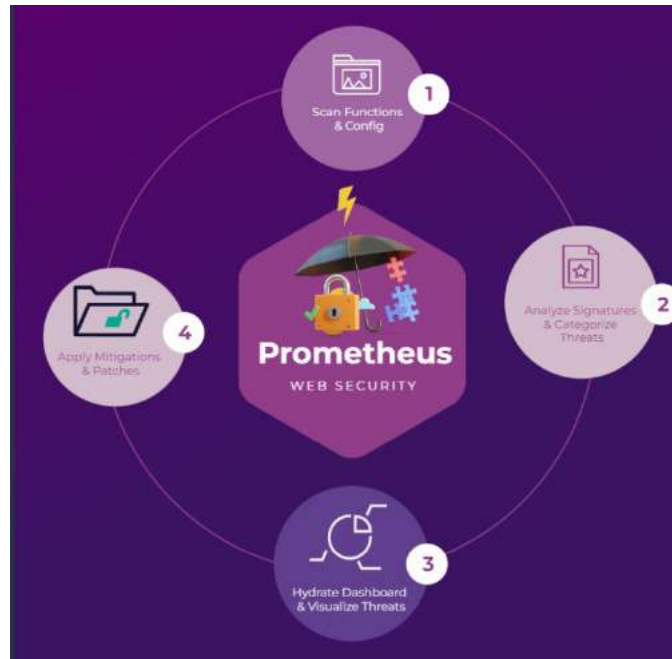 1
Scan Functions
& Config
2
Analyze Signatures
& Categorize
Threats
3
Hydrate Dashboard
& Visualize Threats
4
Apply Mitigations
& Patches
Prometheus
WEB SECURITY